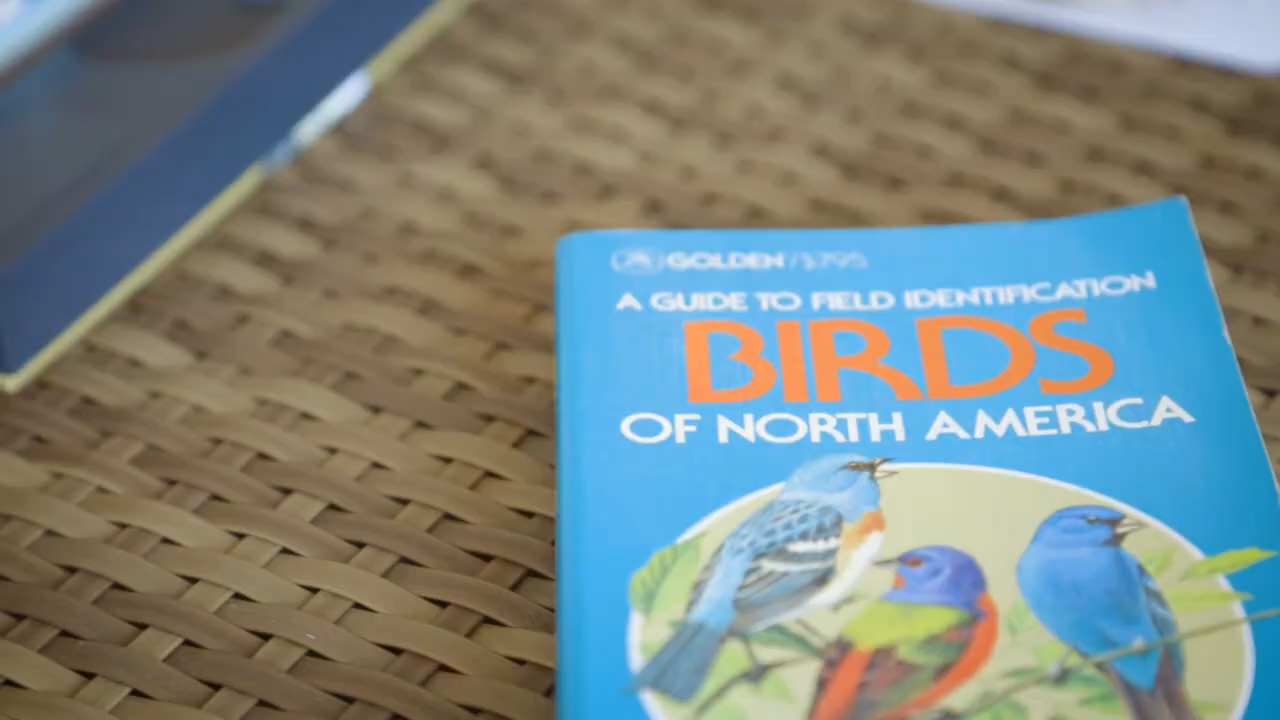 GOLDEN / $7.95
A GUIDE TO FIELD IDENTIFICATION
BIRDS
OF NORTH AMERICA